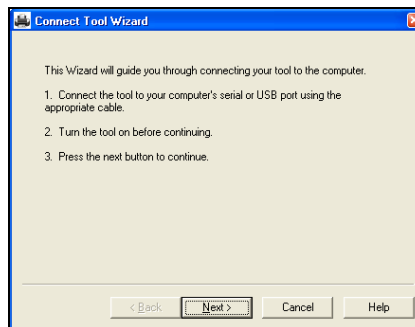 Connect Tool Wizard
This Wizard will guide you through connecting your tool to the computer.
1. Connect the tool to your computer's serial or USB port using the
appropriate cable.
2. Turn the tool on before continuing.
3. Press the next button to continue.
< Back Next > Cancel Help